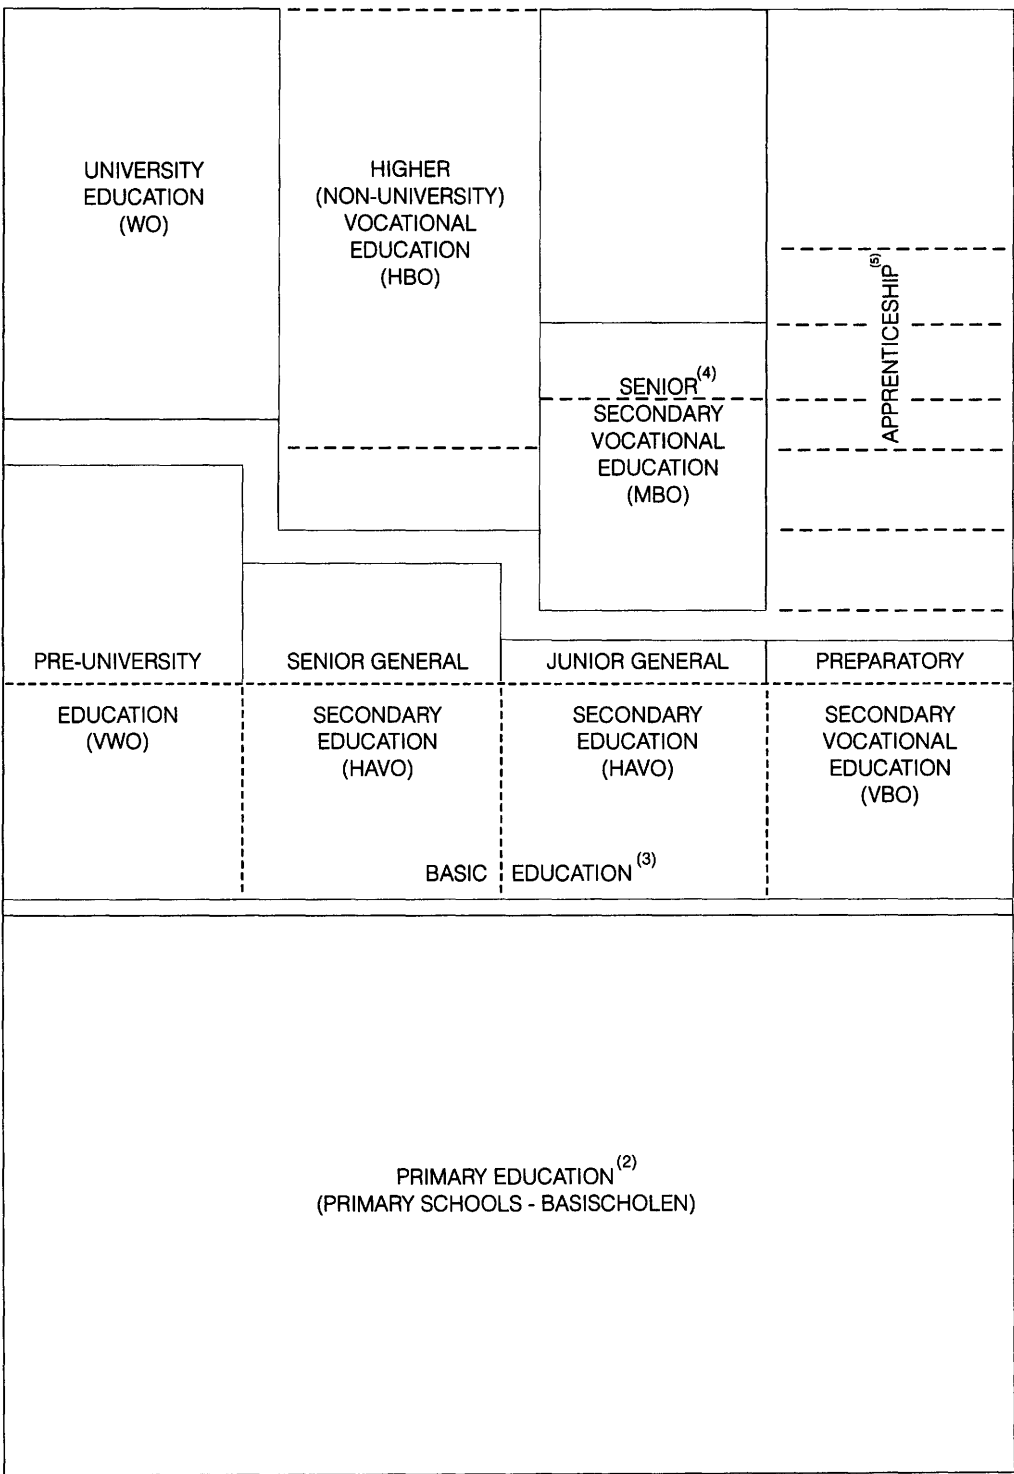 UNIVERSITY
EDUCATION
(WO)
HIGHER
(NON-UNIVERSITY)
VOCATIONAL
EDUCATION
(HBO)
SENIOR(4)
SECONDARY
VOCATIONAL
EDUCATION
(MBO)
APPRENTICESHIP(5)
PRE-UNIVERSITY
EDUCATION
(VWO)
SENIOR GENERAL
SECONDARY
EDUCATION
(HAVO)
JUNIOR GENERAL
SECONDARY
EDUCATION
(HAVO)
PREPARATORY
SECONDARY
VOCATIONAL
EDUCATION
(VBO)
BASIC EDUCATION(3)
PRIMARY EDUCATION(2)
(PRIMARY SCHOOLS - BASISCHOLEN)